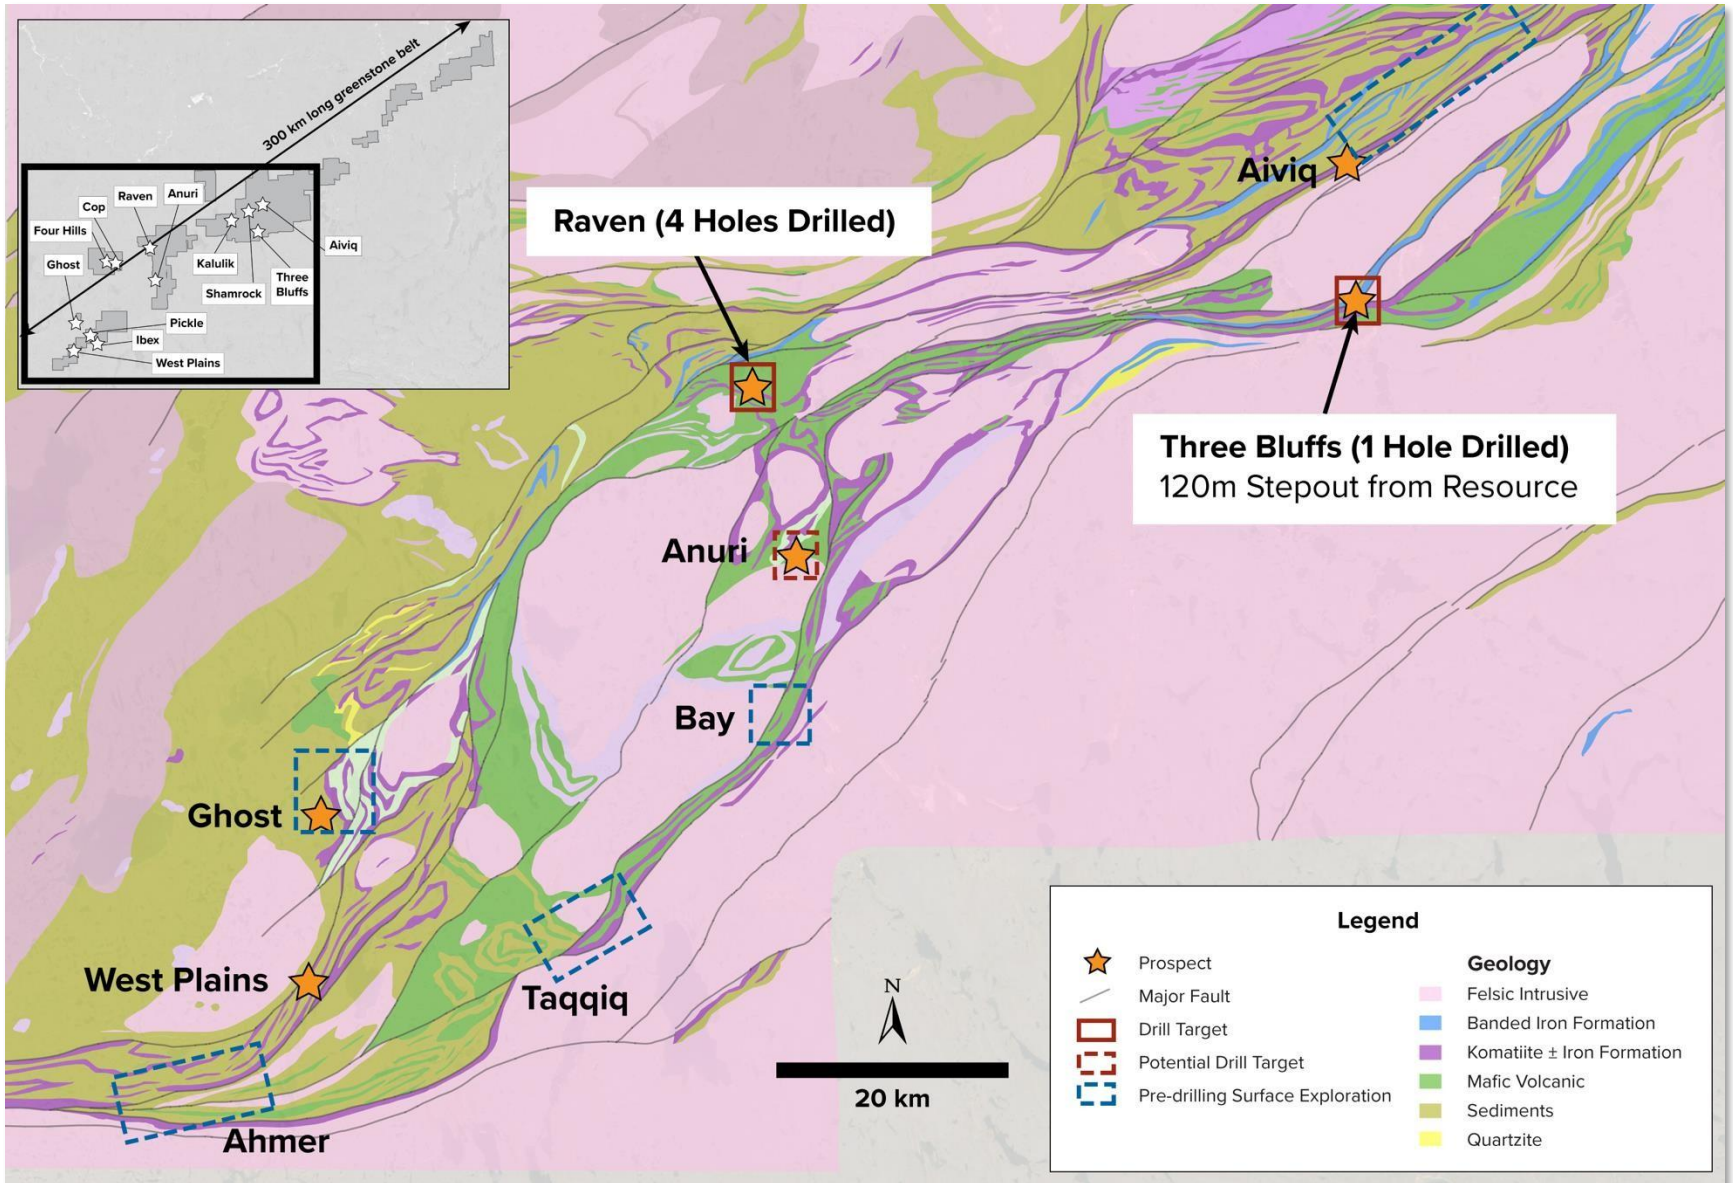 300 km long greenstone belt
Raven
Anuri
Cop
Four Hills
Ghost
Kalulik
Aiviq
Shamrock
Three
Bluffs
Pickle
Ibex
West Plains
Aiviq
Raven (4 Holes Drilled)
Three Bluffs (1 Hole Drilled)
120m Stepout from Resource
Anuri
Bay
Ghost
West Plains
Taqqiq
Ahmer
N
20 km
Legend
Prospect
Major Fault
Drill Target
Potential Drill Target
Pre-drilling Surface Exploration
Geology
Felsic Intrusive
Banded Iron Formation
Komatiite ± Iron Formation
Mafic Volcanic
Sediments
Quartzite